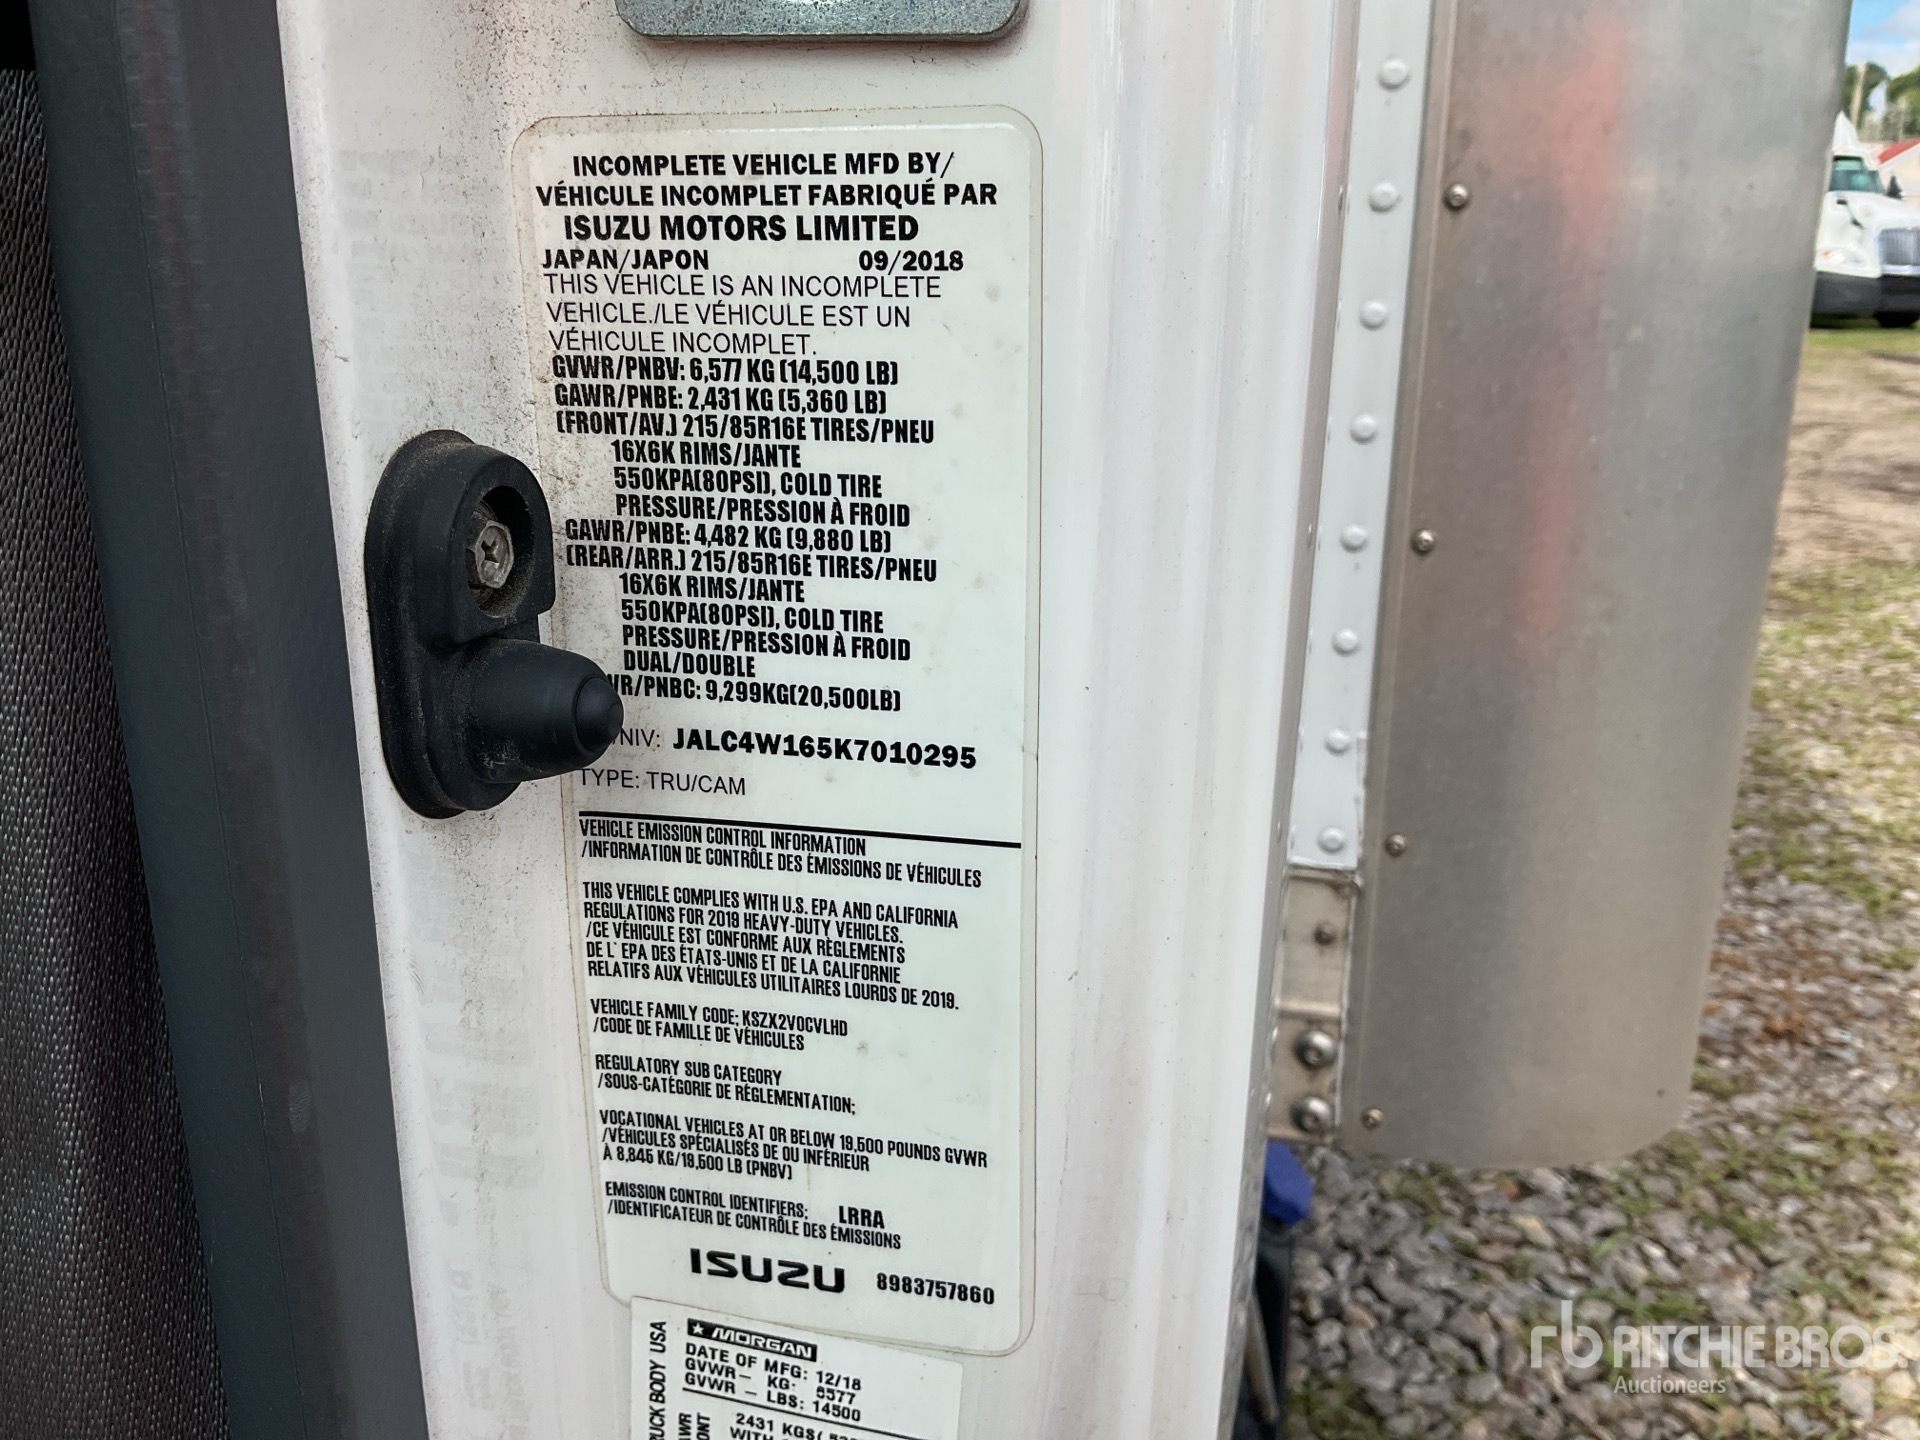 INCOMPLETE VEHICLE MFD BY/
VÉHICULE INCOMPLET FABRIQUÉ PAR
ISUZU MOTORS LIMITED
JAPAN/JAPON 09/2018
THIS VEHICLE IS AN INCOMPLETE
VEHICLE./LE VÉHICULE EST UN
VÉHICULE INCOMPLET.
GVWR/PNBV: 6,577 KG (14,500 LB)
GAWR/PNBE: 2,431 KG (5,360 LB)
(FRONT/AV.) 215/85R16E TIRES/PNEU
16X6K RIMS/JANTE
550KPA(80PSI), COLD TIRE
PRESSURE/PRESSION À FROID
GAWR/PNBE: 4,482 KG (9,880 LB)
(REAR/ARR.) 215/85R16E TIRES/PNEU
16X6K RIMS/JANTE
550KPA(80PSI), COLD TIRE
PRESSURE/PRESSION À FROID
DUAL/DOUBLE
WR/PNBC: 9,299KG(20,500LB)
/NIV: JALC4W165K7010295
TYPE: TRU/CAM
VEHICLE EMISSION CONTROL INFORMATION
/INFORMATION DE CONTRÔLE DES ÉMISSIONS DE VÉHICULES
THIS VEHICLE COMPLIES WITH U.S. EPA AND CALIFORNIA
REGULATIONS FOR 2019 HEAVY-DUTY VEHICLES.
/CE VÉHICULE EST CONFORME AUX RÈGLEMENTS
DE L' EPA DES ÉTATS-UNIS ET DE LA CALIFORNIE
RELATIFS AUX VÉHICULES UTILITAIRES LOURDS DE 2019.
VEHICLE FAMILY CODE; KSZX2VOCVLHD
/CODE DE FAMILLE DE VÉHICULES
REGULATORY SUB CATEGORY
/SOUS-CATÉGORIE DE RÉGLEMENTATION;
VOCATIONAL VEHICLES AT OR BELOW 19,500 POUNDS GVWR
/VÉHICULES SPÉCIALISÉS DE OU INFÉRIEUR
À 8,845 KG/19,500 LB (PNBV)
EMISSION CONTROL IDENTIFIERS; LRRA
/IDENTIFICATEUR DE CONTRÔLE DES ÉMISSIONS
ISUZU 8983757860
MORGAN
DATE OF MFG: 12/18
GVWR— KG: 6577
GVWR — LBS: 14500
2431 KGS(
WITH
RUCK BODY USA
AWR
ONT
rb RITCHIE BROS.
Auctioneers